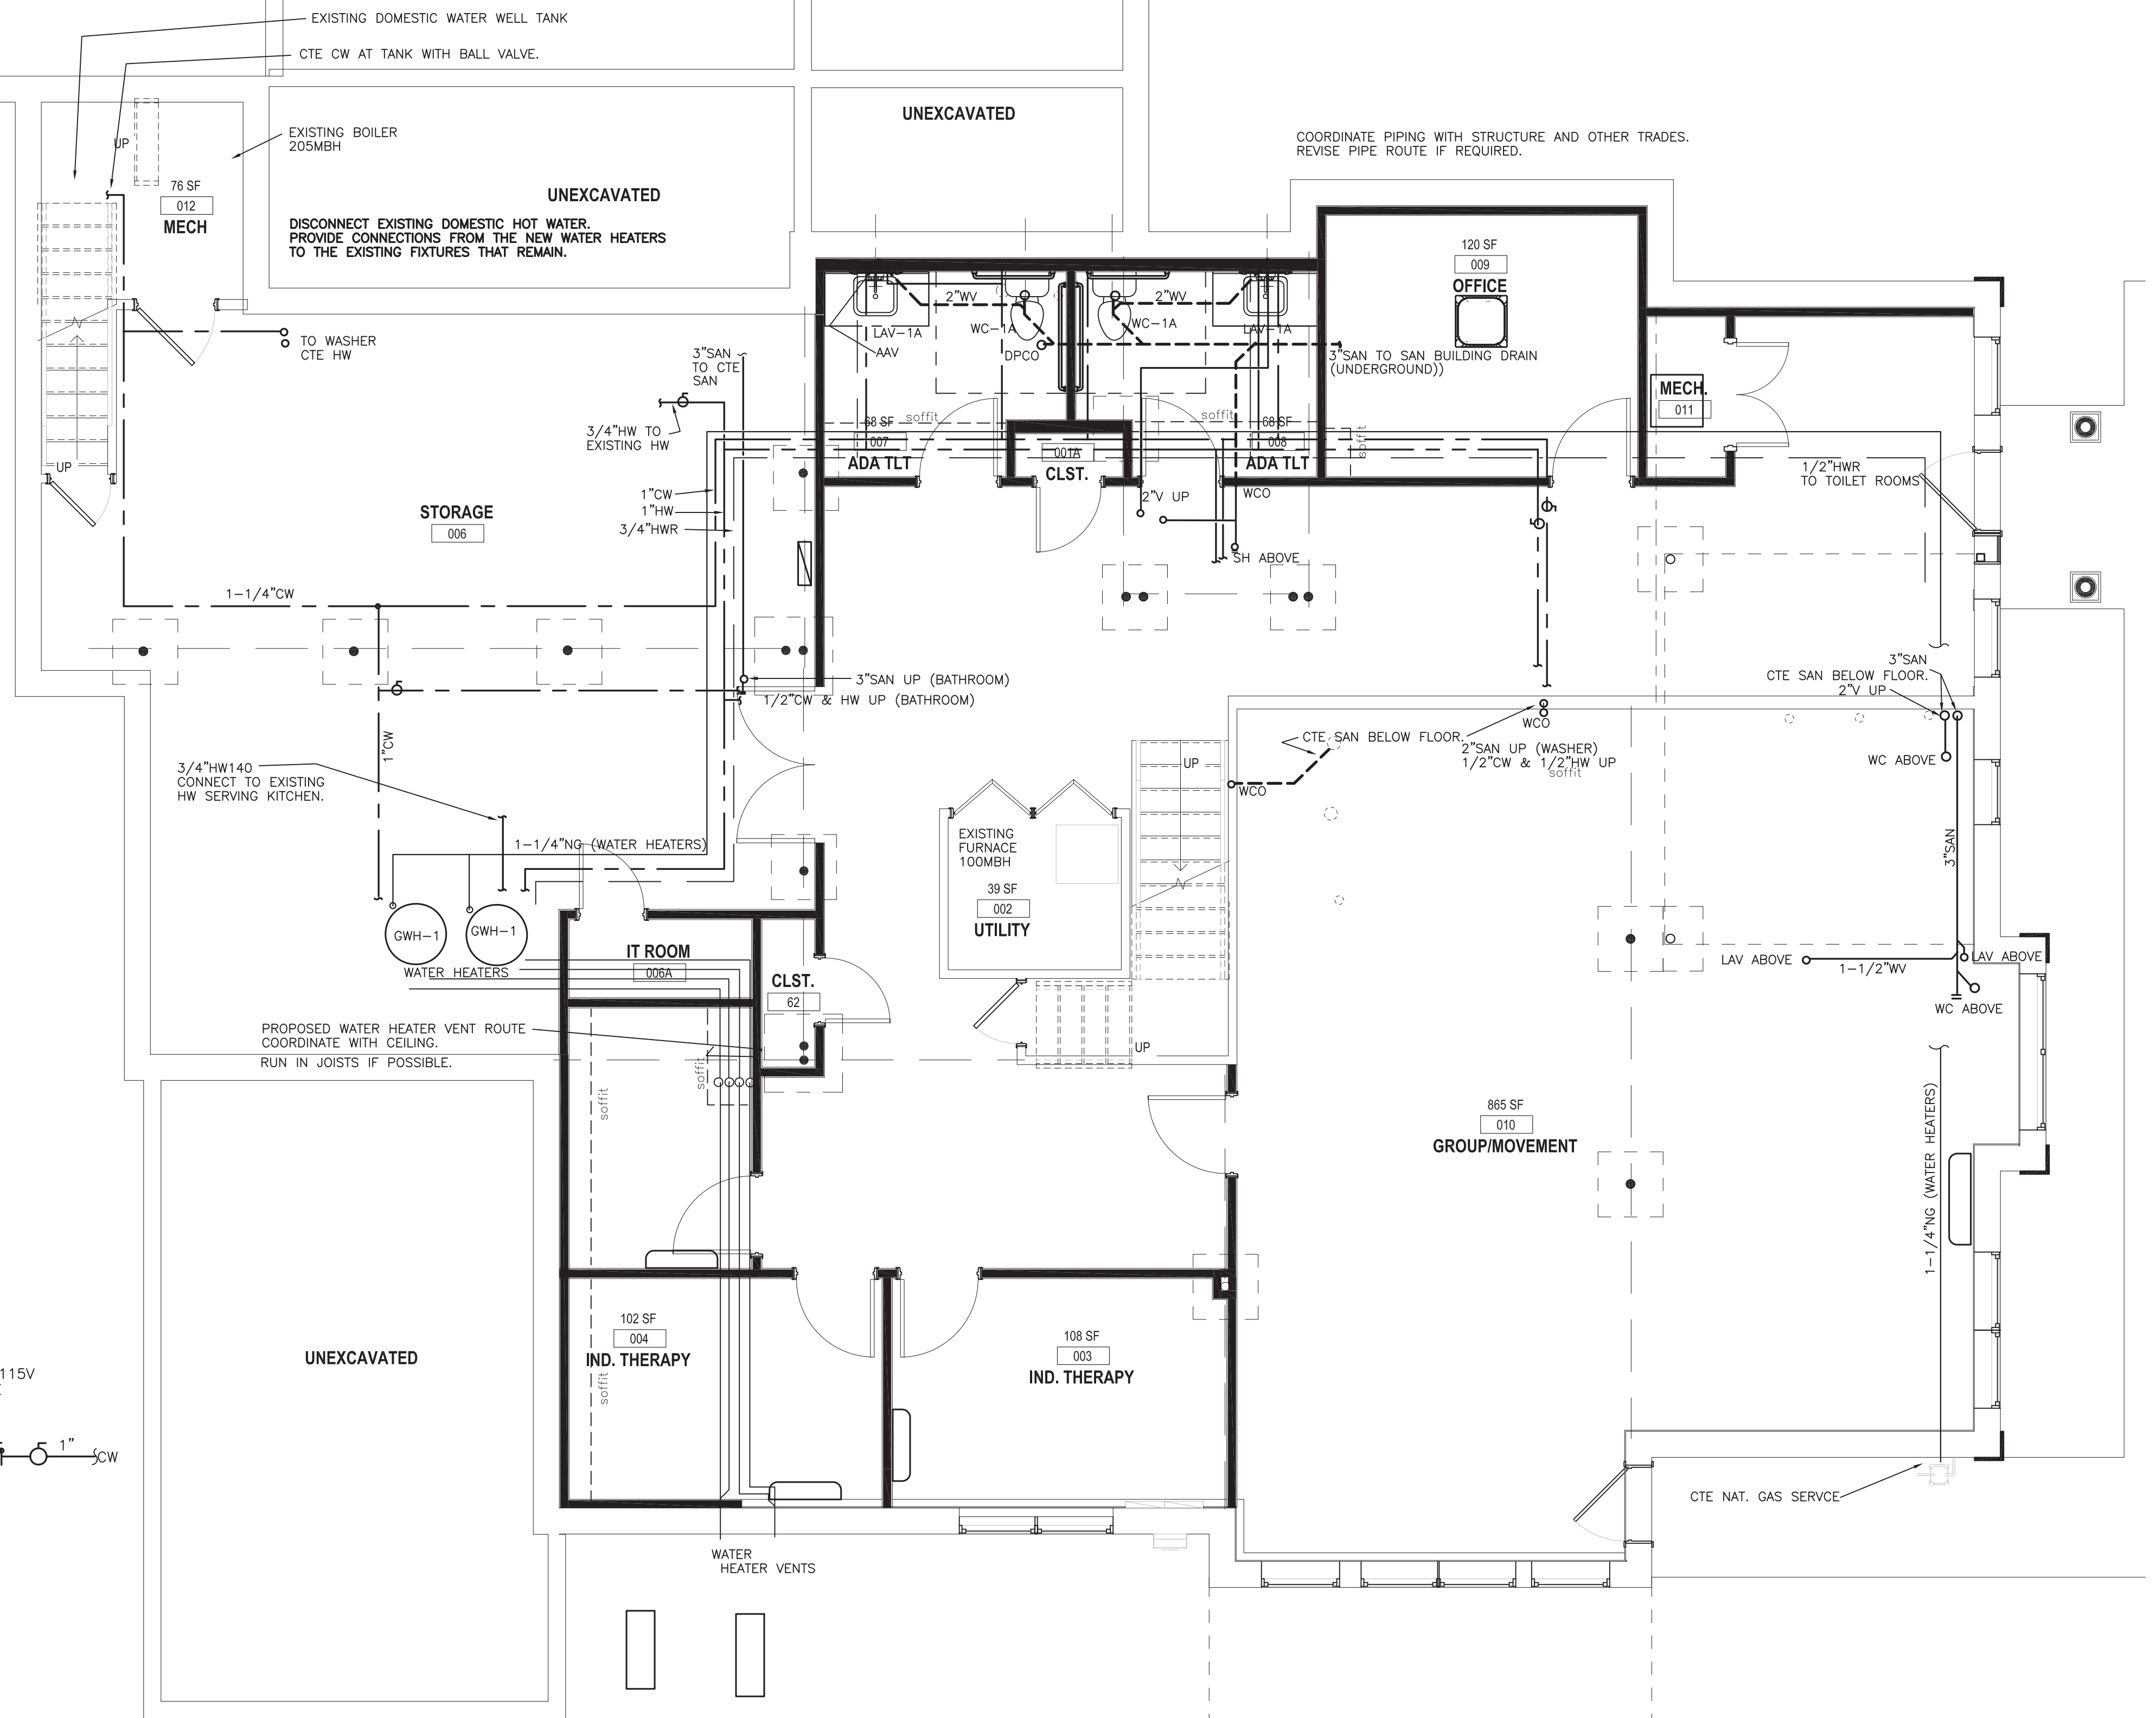 EXISTING DOMESTIC WATER WELL TANK
CTE CW AT TANK WITH BALL VALVE.
UNEXCAVATED
EXISTING BOILER
205MBH
COORDINATE PIPING WITH STRUCTURE AND OTHER TRADES.
REVISE PIPE ROUTE IF REQUIRED.
UP
76 SF
012
MECH
UNEXCAVATED
DISCONNECT EXISTING DOMESTIC HOT WATER.
PROVIDE CONNECTIONS FROM THE NEW WATER HEATERS
TO THE EXISTING FIXTURES THAT REMAIN.
120 SF
009
OFFICE
2"WV
2"WV
LAV-1A
WC-1A
WC-1A
LAV-1A
AAV
DPCO
TO WASHER
CTE HW
3"SAN
TO CTE
SAN
3"SAN TO SAN BUILDING DRAIN
(UNDERGROUND))
MECH.
011
3/4"HW TO
EXISTING HW
soffit
soffit
soffit
68 SF
007
ADA TLT
001A
CLST.
68 SF
008
ADA TLT
UP
1/2"HWR
TO TOILET ROOMS
STORAGE
006
1"CW
1"HW
3/4"HWR
2"V UP
WCO
SH ABOVE
1-1/4"CW
3"SAN UP (BATHROOM)
1/2"CW & HW UP (BATHROOM)
3"SAN
CTE SAN BELOW FLOOR.
2"V UP
WCO
CTE SAN BELOW FLOOR.
2"SAN UP (WASHER)
1/2"CW & 1/2"HW UP
soffit
WC ABOVE
1"CW
3/4"HW140
CONNECT TO EXISTING
HW SERVING KITCHEN.
UP
WCO
1-1/4"NG (WATER HEATERS)
EXISTING
FURNACE
100MBH
39 SF
002
UTILITY
3"SAN
GWH-1
GWH-1
WATER HEATERS
IT ROOM
006A
CLST.
62
LAV ABOVE
1-1/2"WV
LAV ABOVE
WC ABOVE
PROPOSED WATER HEATER VENT ROUTE
COORDINATE WITH CEILING.
RUN IN JOISTS IF POSSIBLE.
UP
soffit
soffit
865 SF
010
GROUP/MOVEMENT
1-1/4"NG (WATER HEATERS)
102 SF
004
IND. THERAPY
soffit
108 SF
003
IND. THERAPY
UNEXCAVATED
115V
1"
CW
CTE NAT. GAS SERVCE
WATER
HEATER VENTS